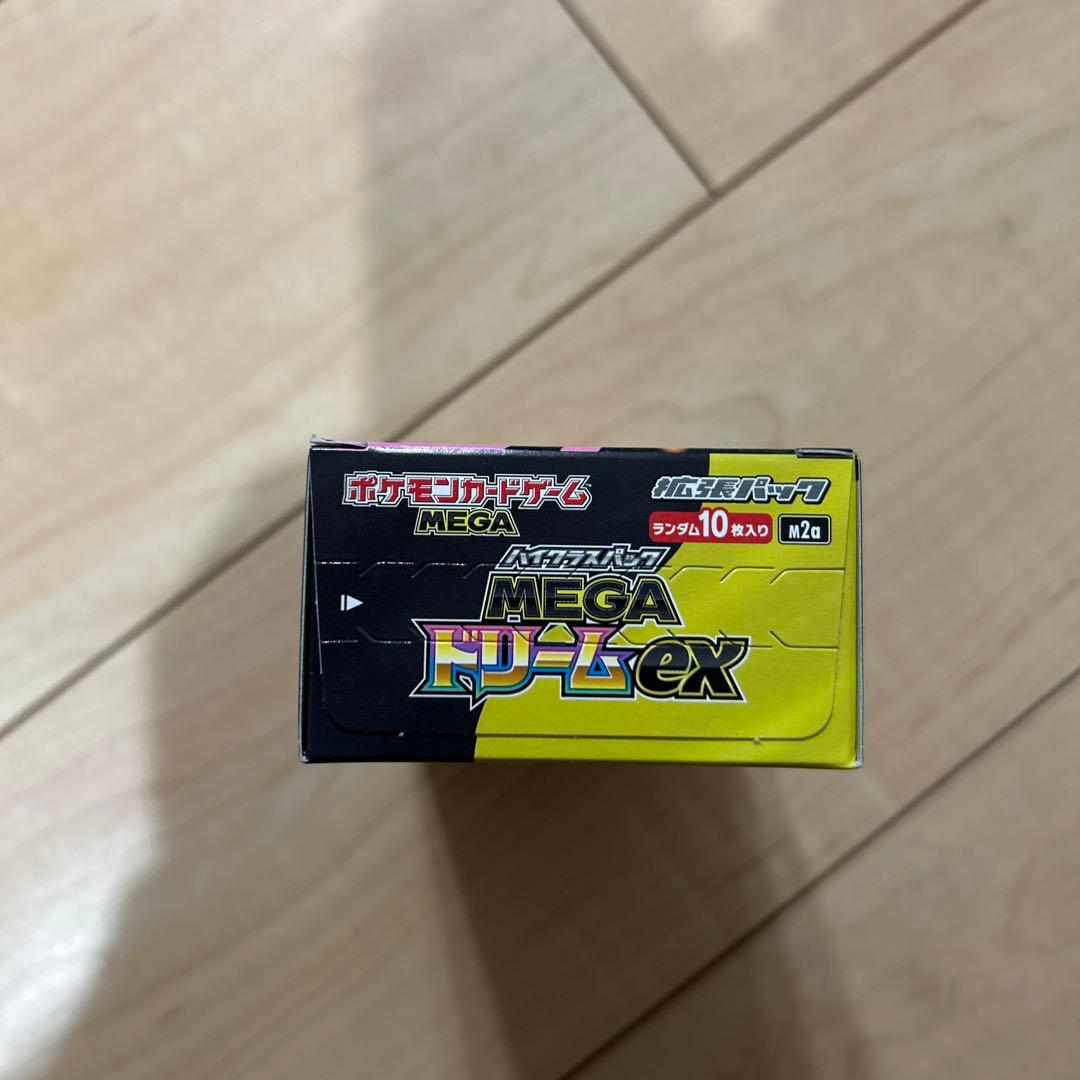 ポケモンカードゲーム
MEGA
拡張パック
ランダム10枚入り M2a
ハイクラスパック
MEGA
ドリームex